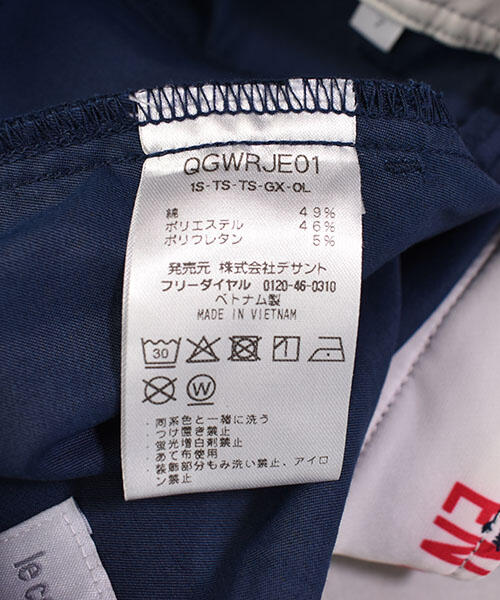 QGWRJE01
1S-TS-TS-GX-OL
綿 49%
ポリエステル 46%
ポリウレタン 5%
発売元 株式会社デサント
フリーダイヤル 0120-46-0310
ベトナム製
MADE IN VIETNAM
30
W
・同系色と一緒に洗う
・つけ置き禁止
・蛍光増白剤禁止
・あて布使用
・装飾部分もみ洗い禁止、アイロ
ン禁止
le c
EN